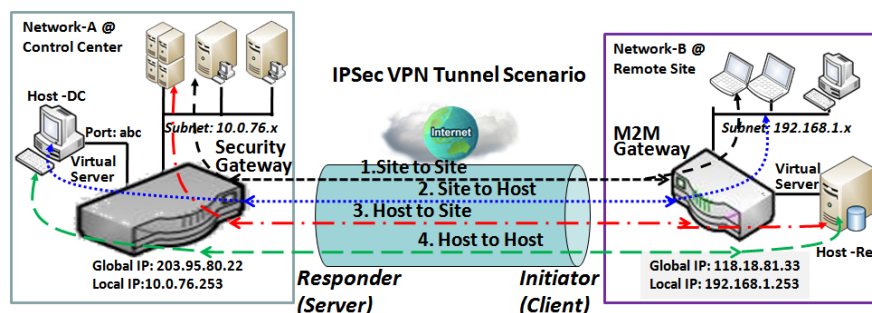 Network-A @
Control Center
Host -DC
Port: abc
Virtual
Server
Subnet: 10.0.76.x
Security
Gateway
Global IP: 203.95.80.22
Local IP:10.0.76.253
IPSec VPN Tunnel Scenario
Internet
1.Site to Site
2. Site to Host
3. Host to Site
4. Host to Host
Responder
(Server)
Initiator
(Client)
Network-B @
Remote Site
Subnet: 192.168.1.x
M2M
Gateway
Virtual
Server
Host -Re
Global IP: 118.18.81.33
Local IP: 192.168.1.253